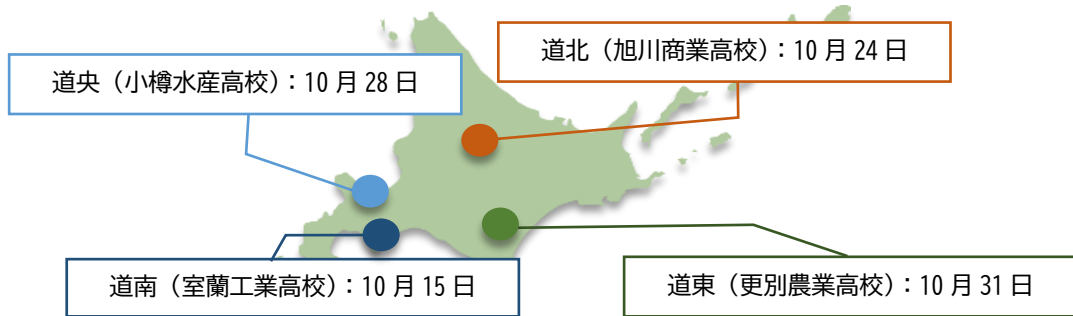 道北（旭川商業高校）：10 月 24 日
道央（小樽水産高校）：10 月 28 日
道南（室蘭工業高校）：10 月 15 日
道東（更別農業高校）：10 月 31 日